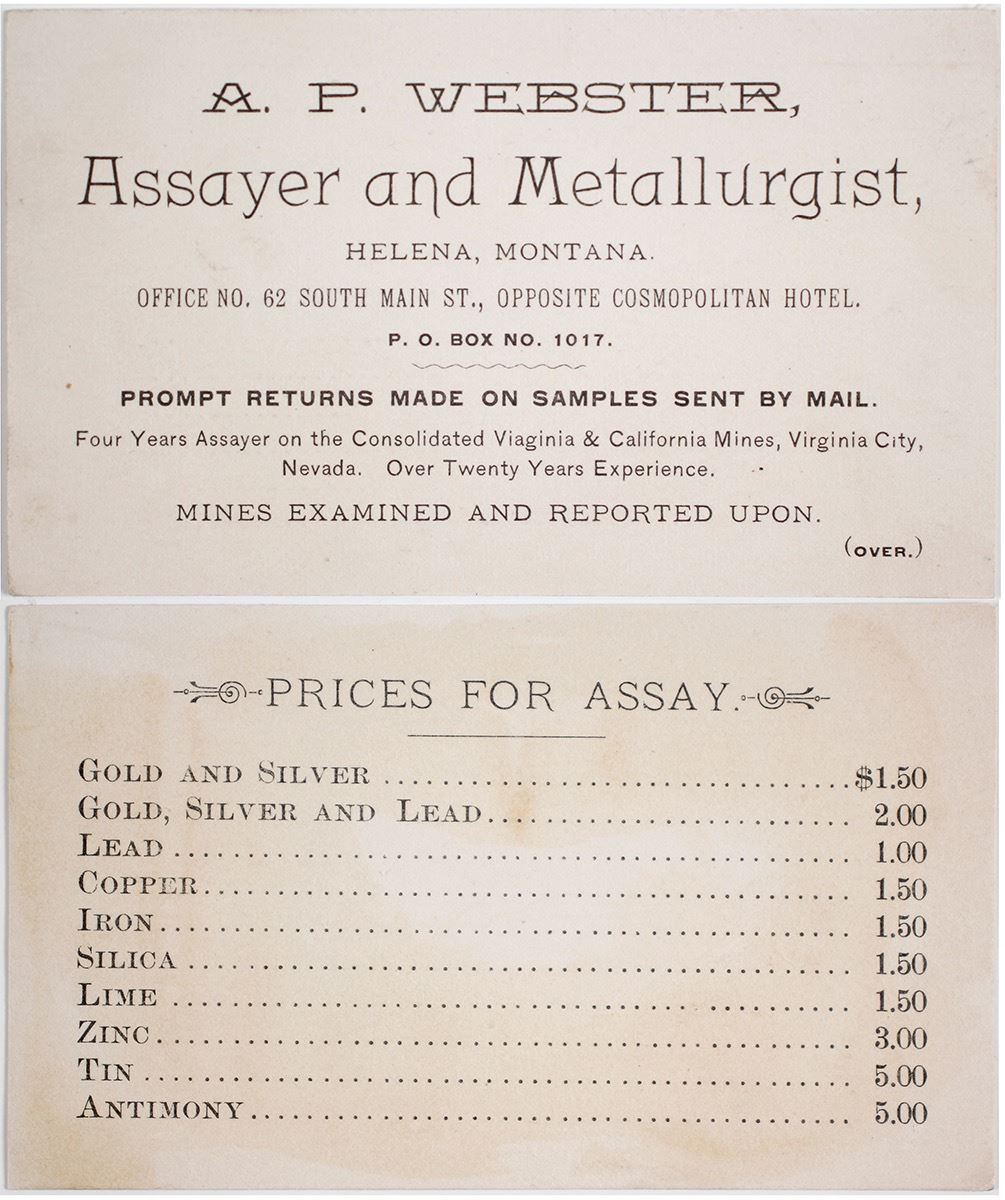 A. P. WEBSTER,
Assayer and Metallurgist,
HELENA, MONTANA.
OFFICE NO. 62 SOUTH MAIN ST., OPPOSITE COSMOPOLITAN HOTEL.
P. O. BOX NO. 1017.
PROMPT RETURNS MADE ON SAMPLES SENT BY MAIL.
Four Years Assayer on the Consolidated Viaginia & California Mines, Virginia City,
Nevada. Over Twenty Years Experience.
MINES EXAMINED AND REPORTED UPON.
(OVER.)
PRICES FOR ASSAY.
GOLD AND SILVER ........................ $1.50
GOLD, SILVER AND LEAD.................... 2.00
LEAD .................................... 1.00
COPPER................................... 1.50
IRON..................................... 1.50
SILICA .................................. 1.50
LIME .................................... 1.50
ZINC..................................... 3.00
TIN ..................................... 5.00
ANTIMONY................................. 5.00